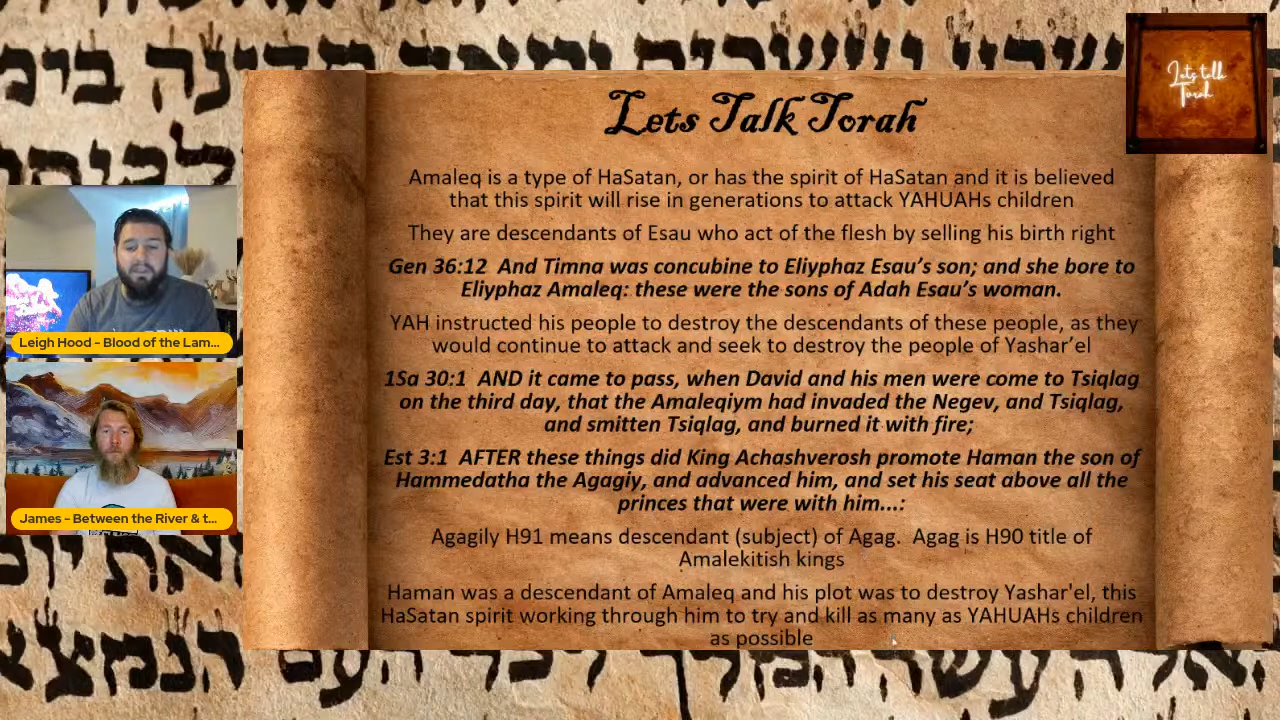 מדינה בימ
Lets talk
Torah
Lets Talk Torah
Amaleq is a type of HaSatan, or has the spirit of HaSatan and it is believed
that this spirit will rise in generations to attack YAHUAHs children
They are descendants of Esau who act of the flesh by selling his birth right
Gen 36:12 And Timna was concubine to Eliyphaz Esau's son; and she bore to
Eliyphaz Amaleq: these were the sons of Adah Esau's woman.
YAH instructed his people to destroy the descendants of these people, as they
would continue to attack and seek to destroy the people of Yashar'el
1Sa 30:1 AND it came to pass, when David and his men were come to Tsiqlag
on the third day, that the Amaleqiym had invaded the Negev, and Tsiqlag,
and smitten Tsiqlag, and burned it with fire;
Est 3:1 AFTER these things did King Achashverosh promote Haman the son of
Hammedatha the Agagiy, and advanced him, and set his seat above all the
princes that were with him...:
Agagily H91 means descendant (subject) of Agag. Agag is H90 title of
Amalekitish kings
Haman was a descendant of Amaleq and his plot was to destroy Yashar'el, this
HaSatan spirit working through him to try and kill as many as YAHUAHs children
as possible
Leigh Hood - Blood of the Lam...
James - Between the River & t...
המלך לכל העם הנמצא